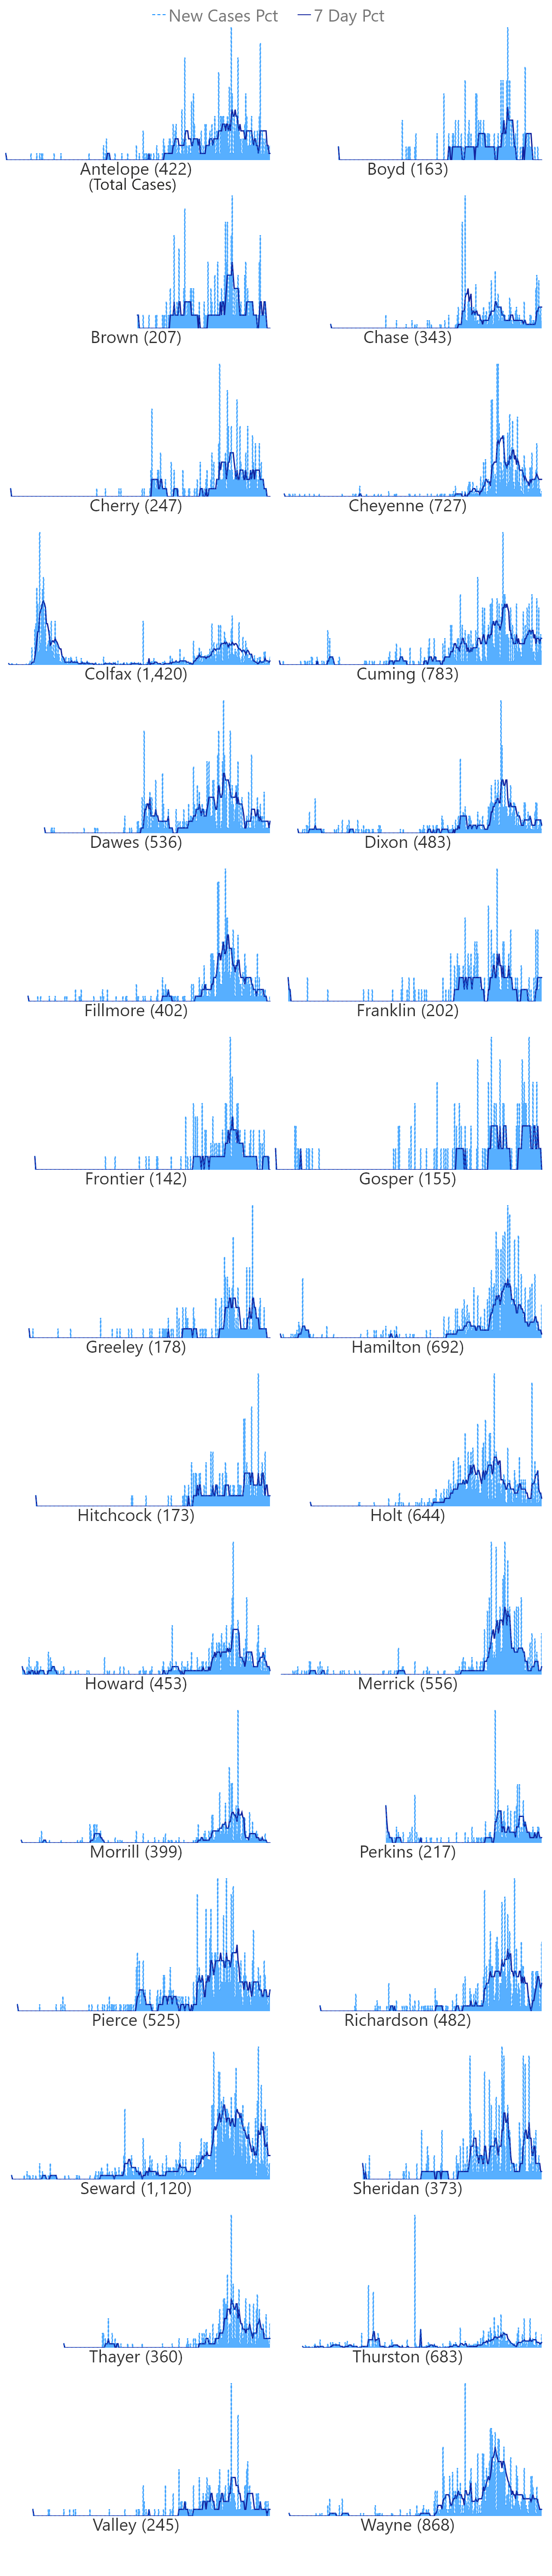 New Cases Pct 7 Day Pct
Antelope (422) Boyd (163)
(Total Cases)
Brown (207) Chase (343)
Cherry (247) Cheyenne (727)
Colfax (1,420) Cuming (783)
Dawes (536) Dixon (483)
Fillmore (402) Franklin (202)
Frontier (142) Gosper (155)
Greeley (178) Hamilton (692)
Hitchcock (173) Holt (644)
Howard (453) Merrick (556)
Morrill (399) Perkins (217)
Pierce (525) Richardson (482)
Seward (1,120) Sheridan (373)
Thayer (360) Thurston (683)
Valley (245) Wayne (868)